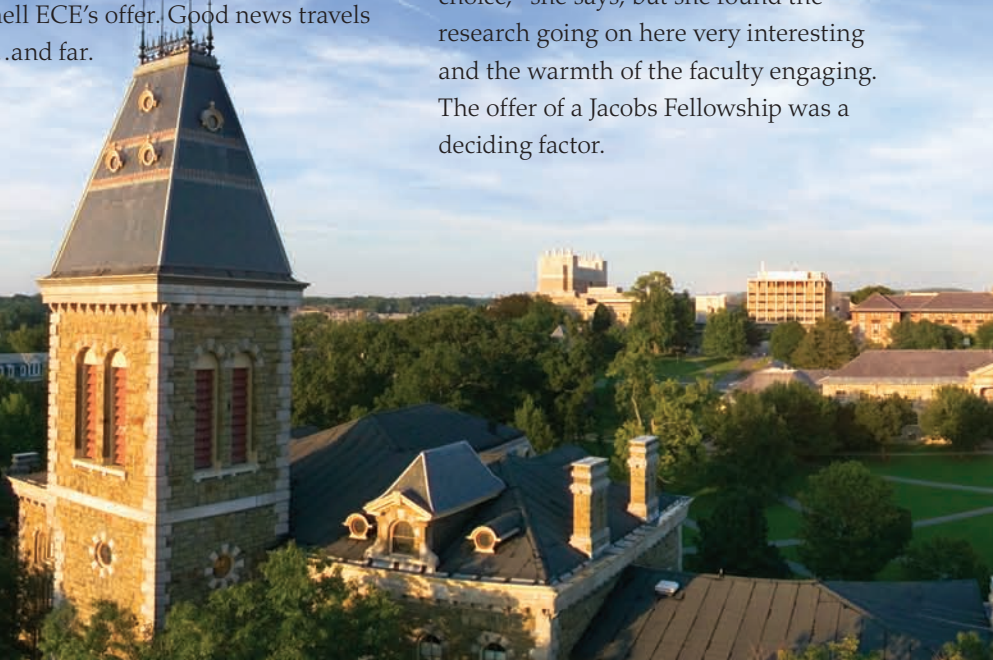 ell ECE’s offer. Good news travels
. .and far.
choice,” she says, but she found the
research going on here very interesting
and the warmth of the faculty engaging.
The offer of a Jacobs Fellowship was a
deciding factor.